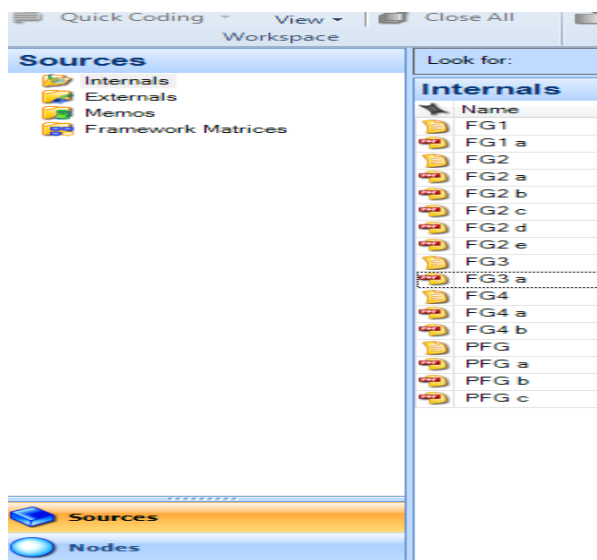 Quick Coding
View
Close All
Workspace
Sources
Internals
Externals
Memos
Framework Matrices
Sources
Nodes
Look for:
Internals
Name
FG1
FG1 a
FG2
FG2 a
FG2 b
FG2 c
FG2 d
FG2 e
FG3
FG3 a
FG4
FG4 a
FG4 b
PFG
PFG a
PFG b
PFG c